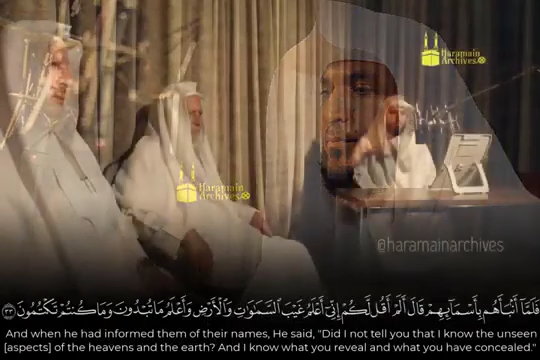 Haramain
Archives
Haramain
Archives
@haramainarchives
فَلَمَّا أَنۢبَأَهُم بِأَسْمَآئِهِمْ قَالَ أَلَمْ أَقُل لَّكُمْ إِنِّىٓ أَعْلَمُ غَيْبَ ٱلسَّمَٰوَٰتِ وَٱلْأَرْضِ وَأَعْلَمُ مَا تُبْدُونَ وَمَا كُنتُمْ تَكْتُمُونَ ٣٣
And when he had informed them of their names, He said, "Did I not tell you that I know the unseen
[aspects] of the heavens and the earth? And I know what you reveal and what you have concealed."